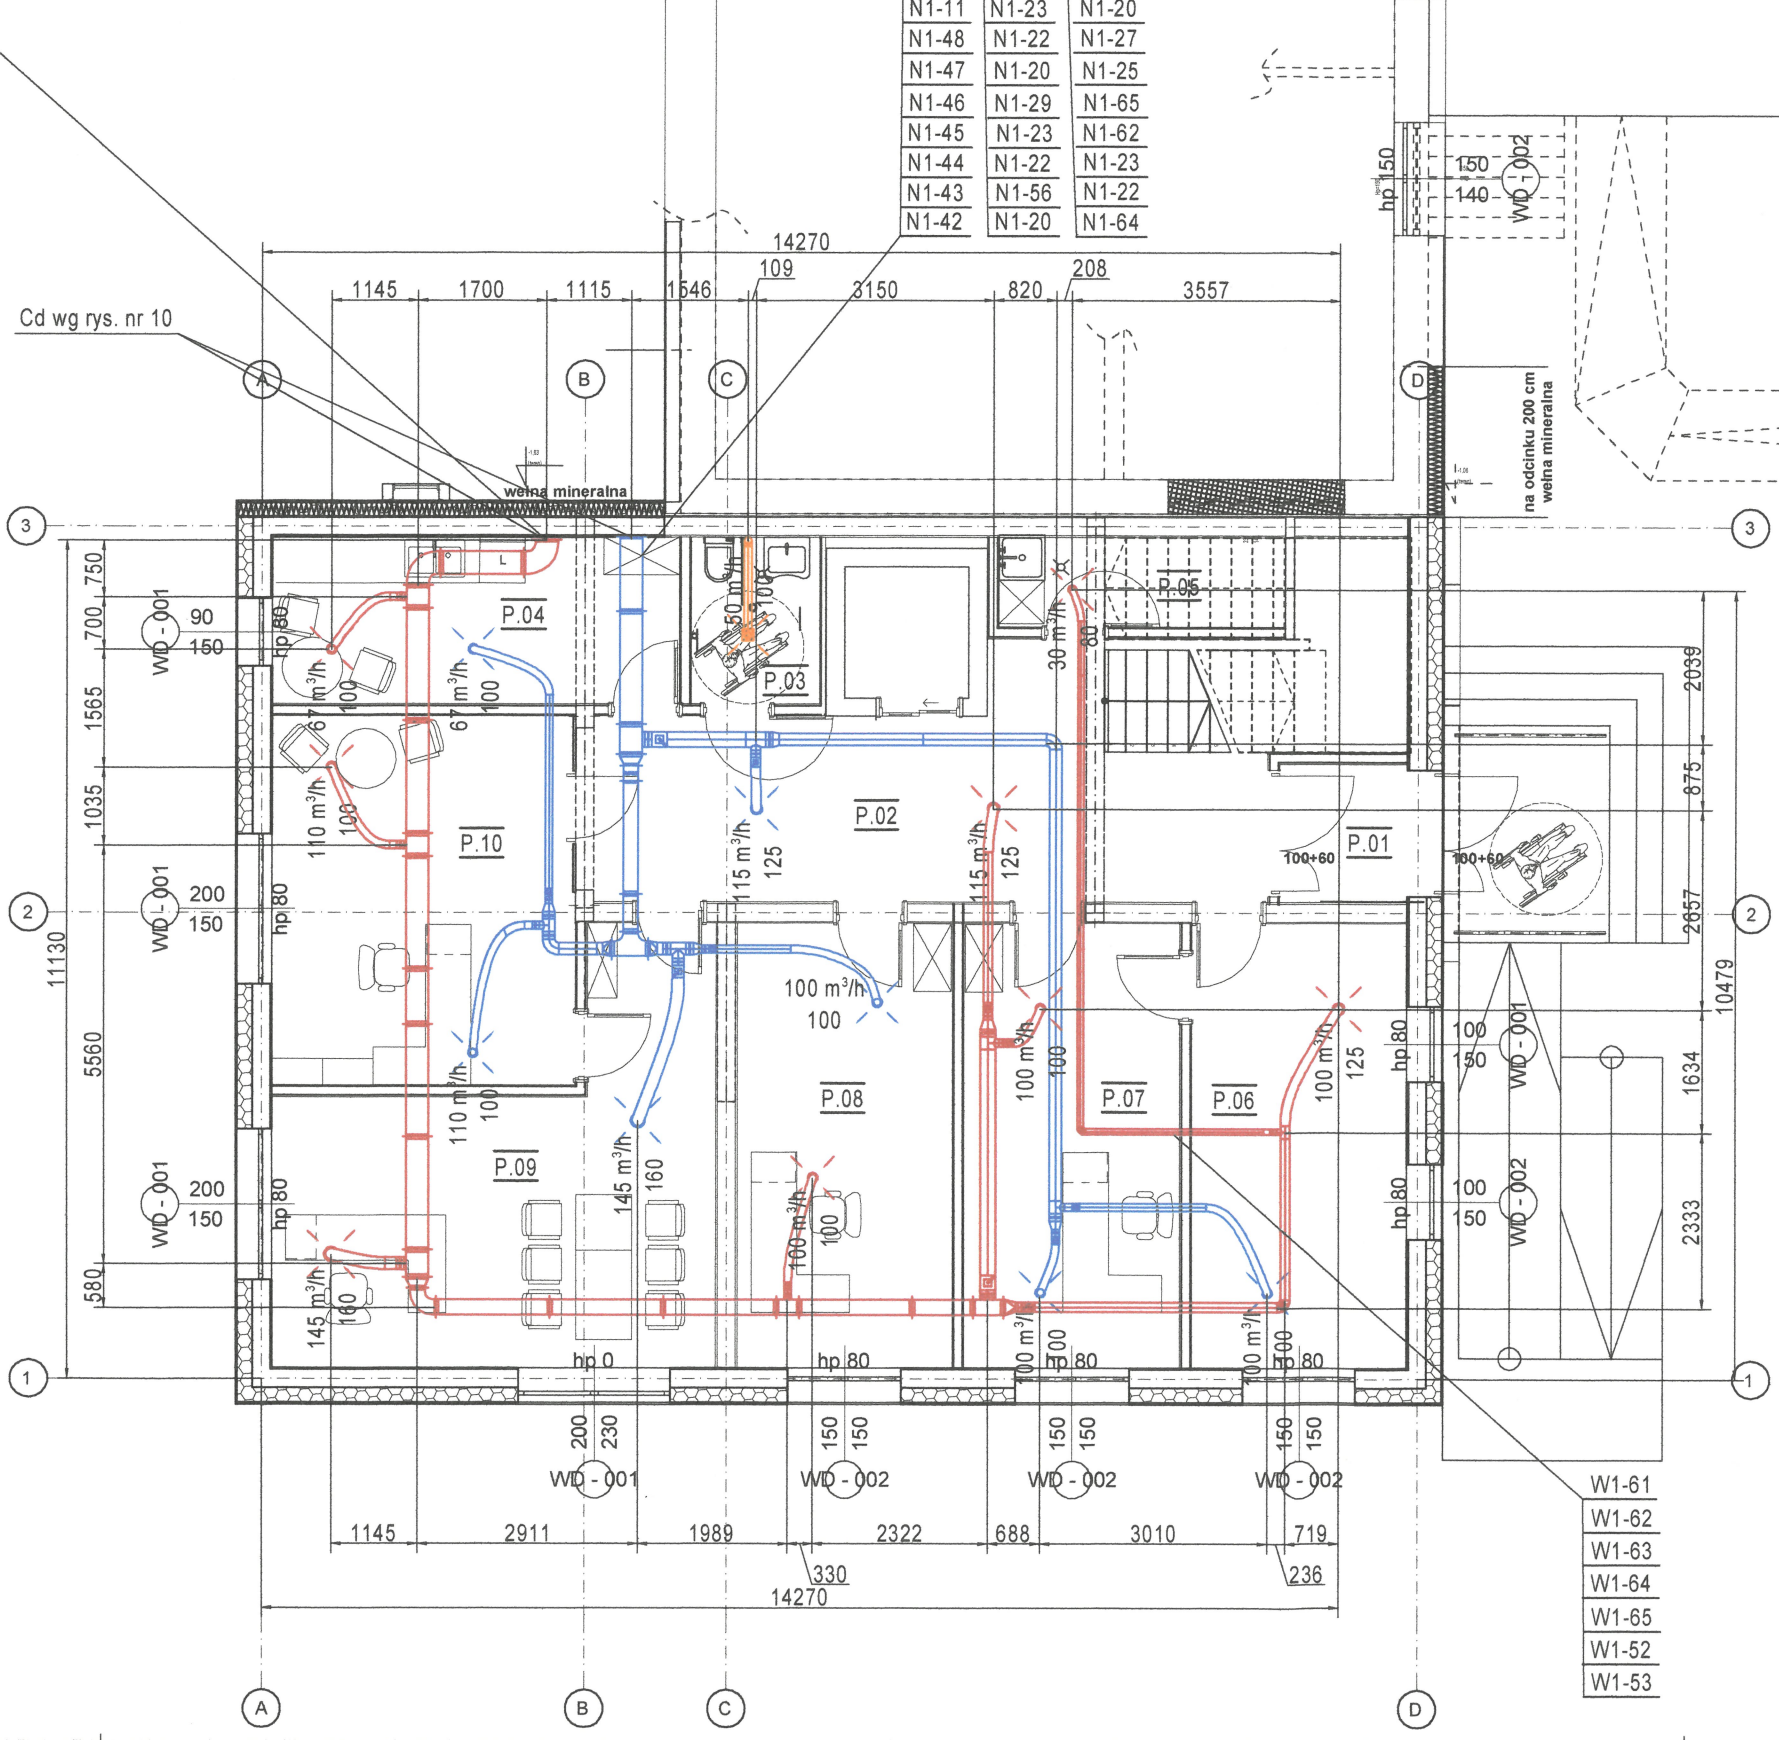 N1-11 N1-23 N1-20
N1-48 N1-22 N1-27
N1-47 N1-20 N1-25
N1-46 N1-29 N1-65
N1-45 N1-23 N1-62
N1-44 N1-22 N1-23
N1-43 N1-56 N1-22
N1-42 N1-20 N1-64
hp 150
150
140
WD - 002
14270
109
208
1145 1700 1115 1646 3150 820 3557
Cd wg rys. nr 10
A B C D
na odcinku 200 cm
wełna mineralna
wełna mineralna
3 3
750
700
1565
1035
5560
580
11130
WD - 001
90
150
hp 80
L
P.04
67 m³/h
100
67 m³/h
100
50 m³/h
100
P.03
30 m³/h
80
P.05
2039
875
2657
1634
2333
10479
110 m³/h
100
P.10
P.02
115 m³/h
125
115 m³/h
125
100+60
P.01
100+60
2 2
WD - 001
200
150
hp 80
100 m³/h
100
110 m³/h
100
P.08
100 m³/h
100
P.07
P.06
100 m³/h
125
hp 80
100
150
WD - 001
P.09
145 m³/h
160
WD - 001
200
150
hp 80
100 m³/h
100
hp 80
100
150
WD - 002
145 m³/h
160
100 m³/h
100
100 m³/h
100
hp 0
hp 80
hp 80
hp 80
1 1
200
230
150
150
150
150
150
150
WD - 001
WD - 002
WD - 002
WD - 002
1145 2911 1989 2322 688 3010 719
330
236
14270
W1-61
W1-62
W1-63
W1-64
W1-65
W1-52
W1-53
A B C D